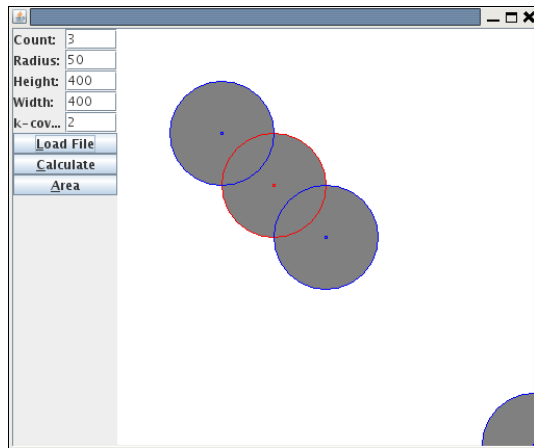 Count: 3
Radius: 50
Height: 400
Width: 400
k-cov... 2
Load File
Calculate
Area